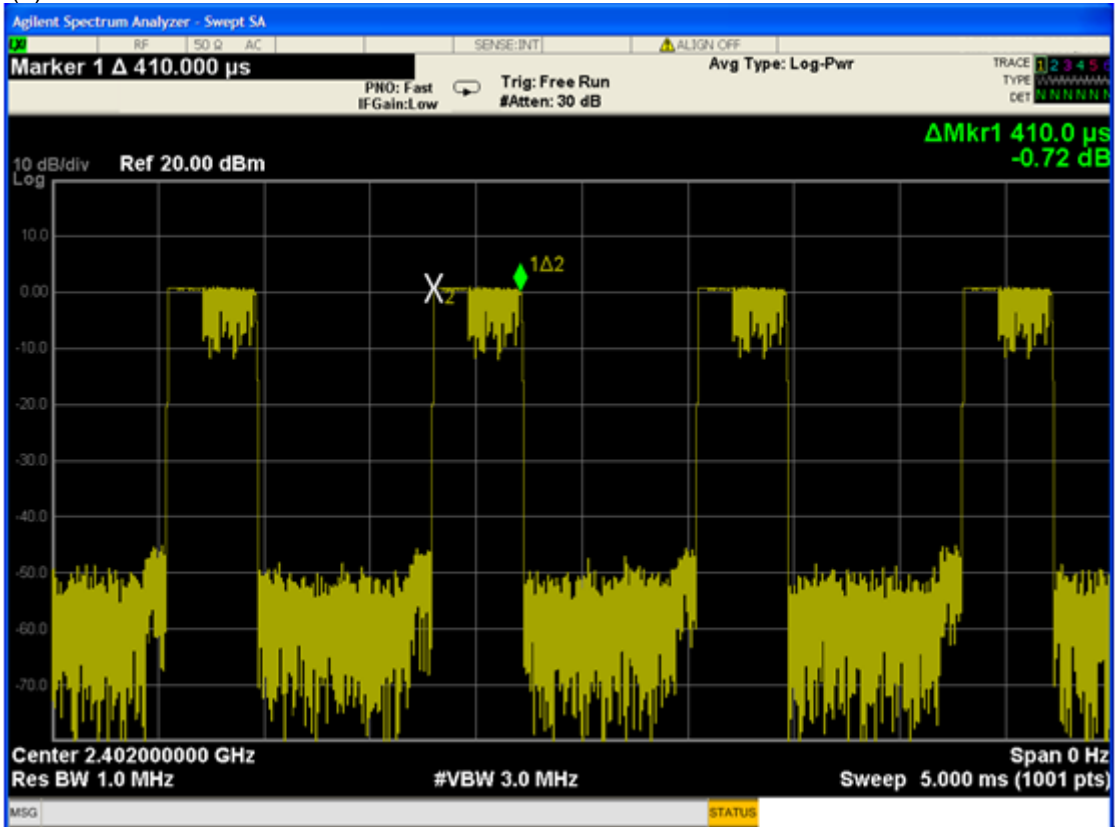 Agilent Spectrum Analyzer - Swept SA
LXI RF 50 Ω AC SENSE:INT ALIGN OFF
Marker 1 Δ 410.000 µs
PNO: Fast
IFGain:Low
Trig: Free Run
#Atten: 30 dB
Avg Type: Log-Pwr
TRACE 1 2 3 4 5 6
TYPE
DET N N N N N N
ΔMkr1 410.0 µs
-0.72 dB
10 dB/div Ref 20.00 dBm
Log
10.0
0.00
-10.0
-20.0
-30.0
-40.0
-50.0
-60.0
-70.0
X2
1Δ2
Center 2.402000000 GHz Span 0 Hz
Res BW 1.0 MHz #VBW 3.0 MHz Sweep 5.000 ms (1001 pts)
MSG STATUS